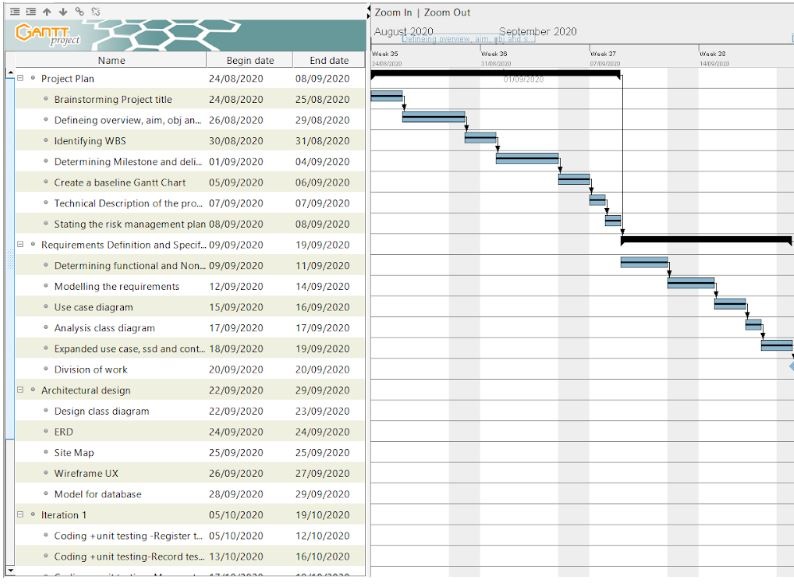 Zoom In | Zoom Out
GANTT project
August 2020 September 2020
Defineing overview, aim, obj and s...
Week 35 Week 36 Week 37 Week 38
24/08/2020 31/08/2020 07/09/2020 14/09/2020
Name Begin date End date
Project Plan 24/08/2020 08/09/2020
01/09/2020
Brainstorming Project title 24/08/2020 25/08/2020
Defineing overview, aim, obj an... 26/08/2020 29/08/2020
Identifying WBS 30/08/2020 31/08/2020
Determining Milestone and deli... 01/09/2020 04/09/2020
Create a baseline Gantt Chart 05/09/2020 06/09/2020
Technical Description of the pro... 07/09/2020 07/09/2020
Stating the risk management plan 08/09/2020 08/09/2020
Requirements Definition and Specif... 09/09/2020 19/09/2020
Determining functional and Non... 09/09/2020 11/09/2020
Modelling the requirements 12/09/2020 14/09/2020
Use case diagram 15/09/2020 16/09/2020
Analysis class diagram 17/09/2020 17/09/2020
Expanded use case, ssd and cont... 18/09/2020 19/09/2020
Division of work 20/09/2020 20/09/2020
Architectural design 22/09/2020 29/09/2020
Design class diagram 22/09/2020 23/09/2020
ERD 24/09/2020 24/09/2020
Site Map 25/09/2020 25/09/2020
Wireframe UX 26/09/2020 27/09/2020
Model for database 28/09/2020 29/09/2020
Iteration 1 05/10/2020 19/10/2020
Coding +unit testing -Register t... 05/10/2020 12/10/2020
Coding +unit testing-Record tes... 13/10/2020 16/10/2020